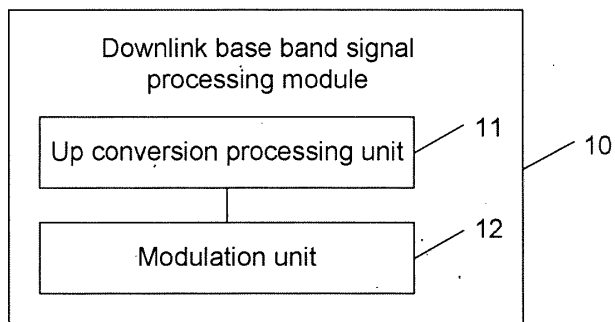 Downlink base band signal
processing module
Up conversion processing unit
11
10
Modulation unit
12